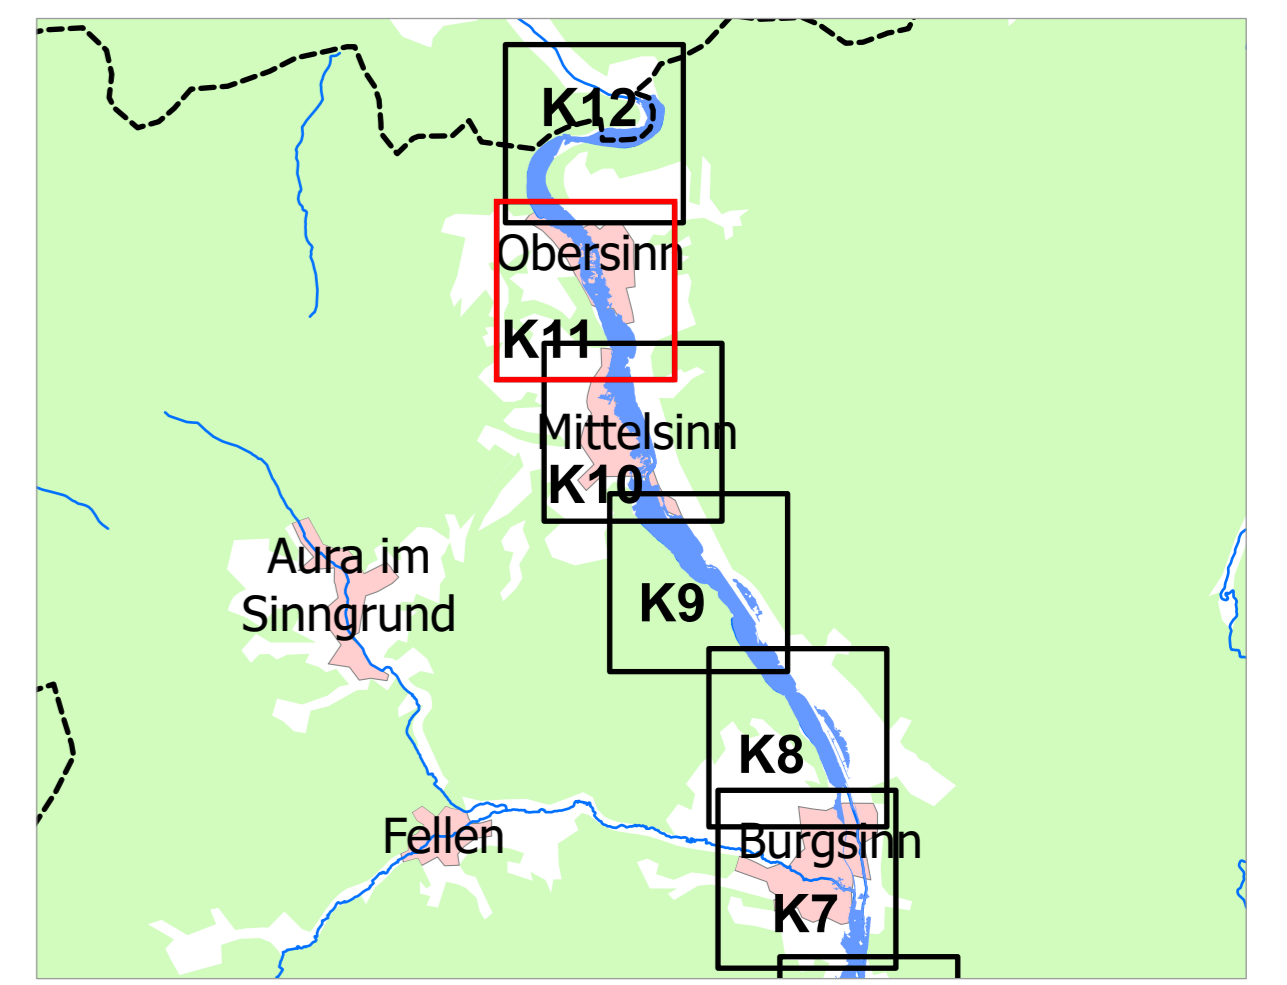 K12
Obersinn
K11
Mittelsinn
K10
Aura im
Sinngrund
K9
K8
Fellen
Burgsinn
K7